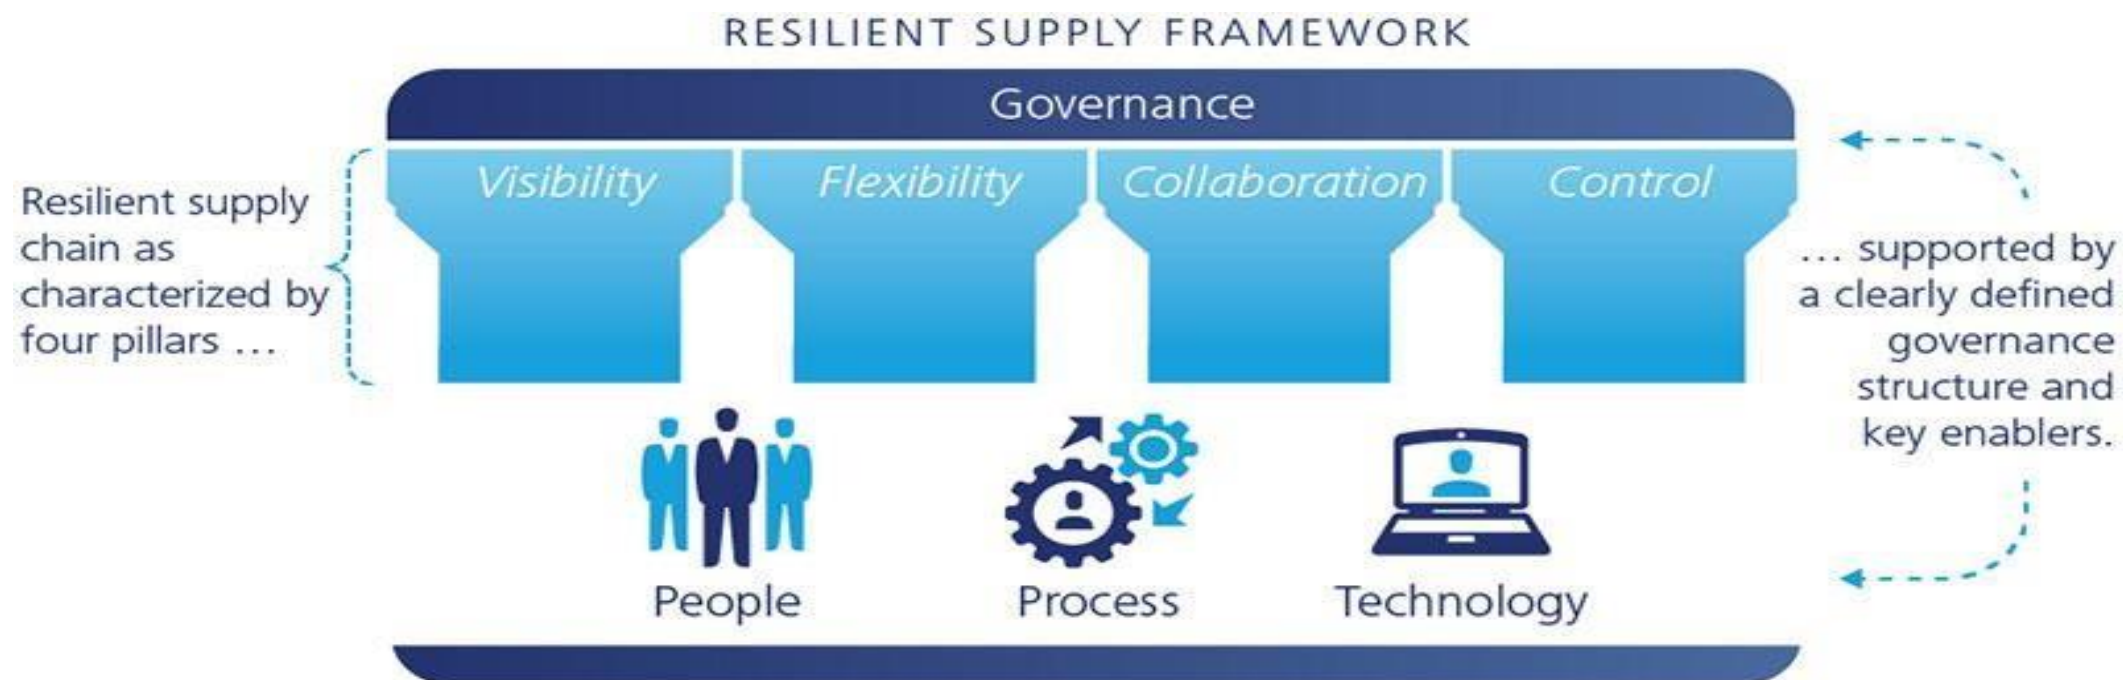 RESILIENT SUPPLY FRAMEWORK
Governance
Visibility
Flexibility
Collaboration
Control
Resilient supply
chain as
characterized by
four pillars ...
... supported by
a clearly defined
governance
structure and
key enablers.
People
Process
Technology